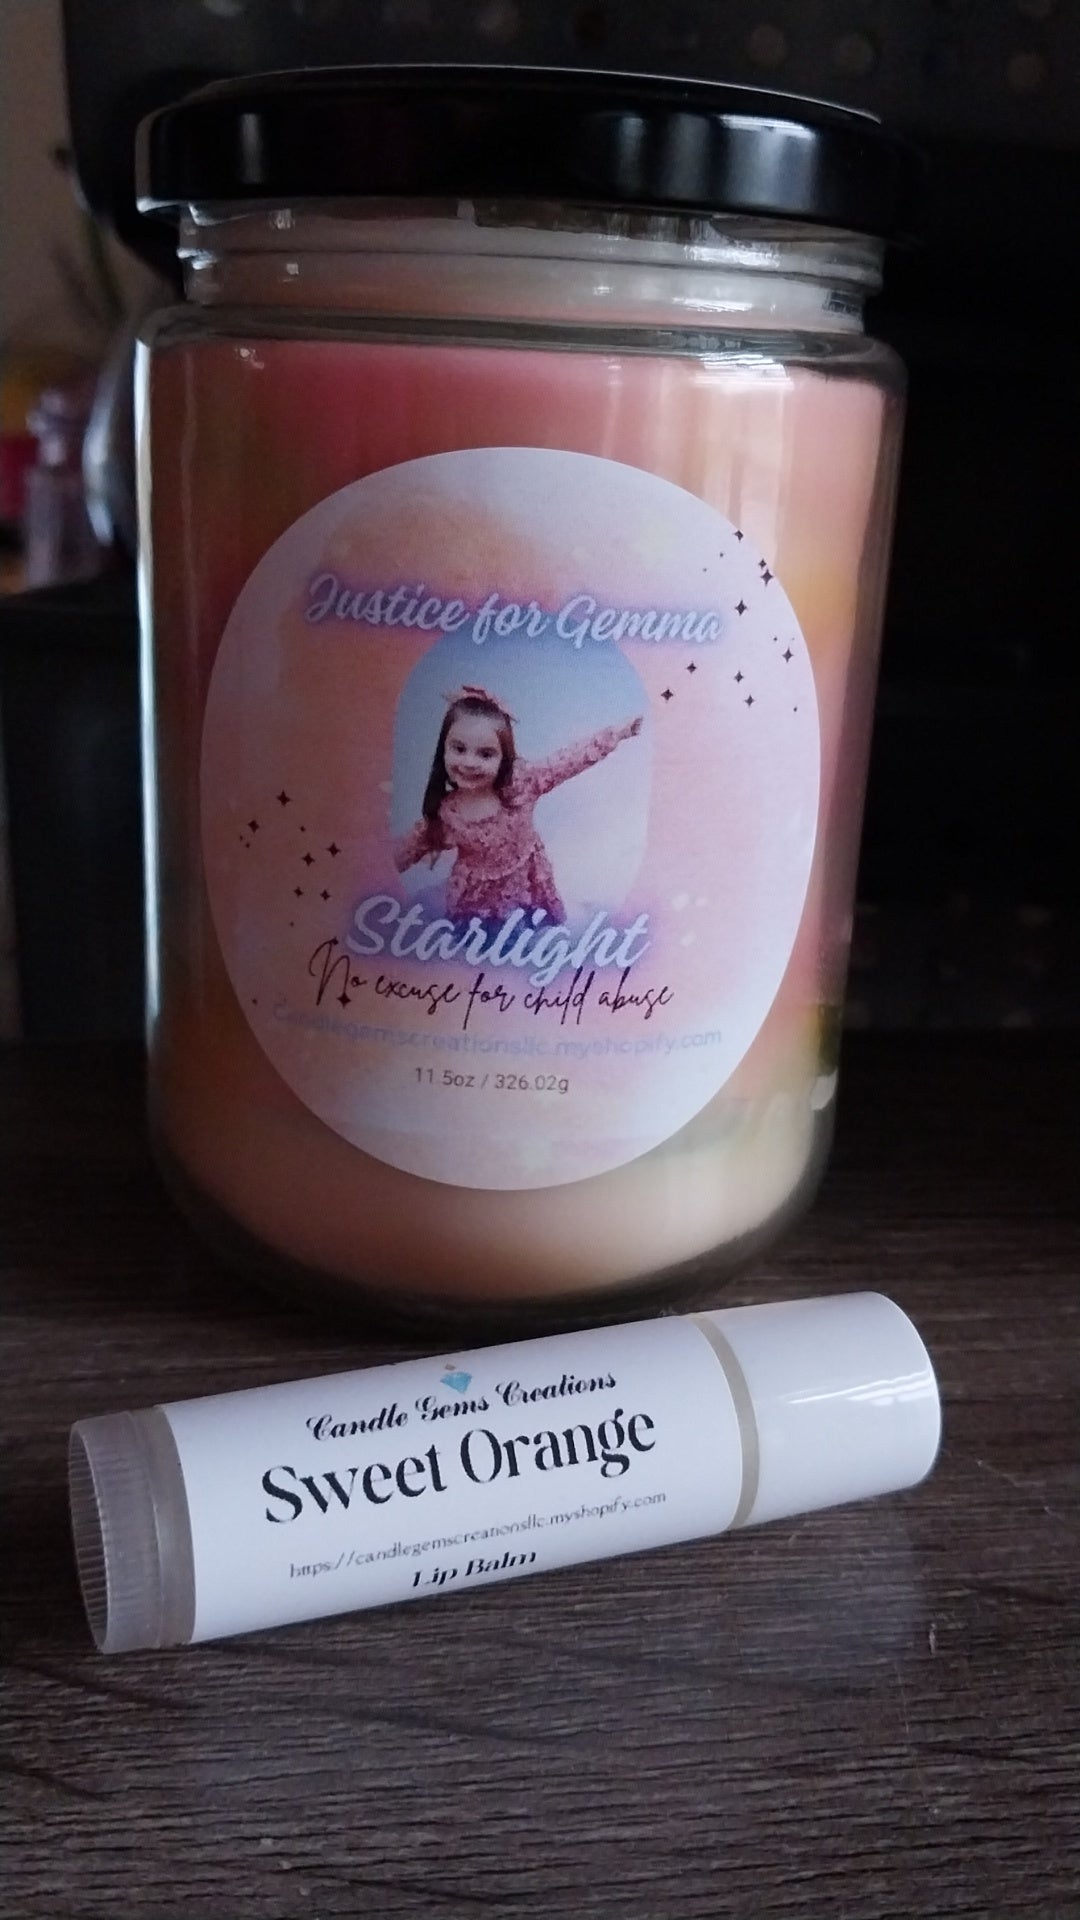 Justice for Gemma
Starlight
No excuse for child abuse
Candlegemscreationsllc.myshopify.com
11.5oz / 326.02g
Candle Gems Creations
Sweet Orange
https://candlegemscreationsllc.myshopify.com
Lip Balm